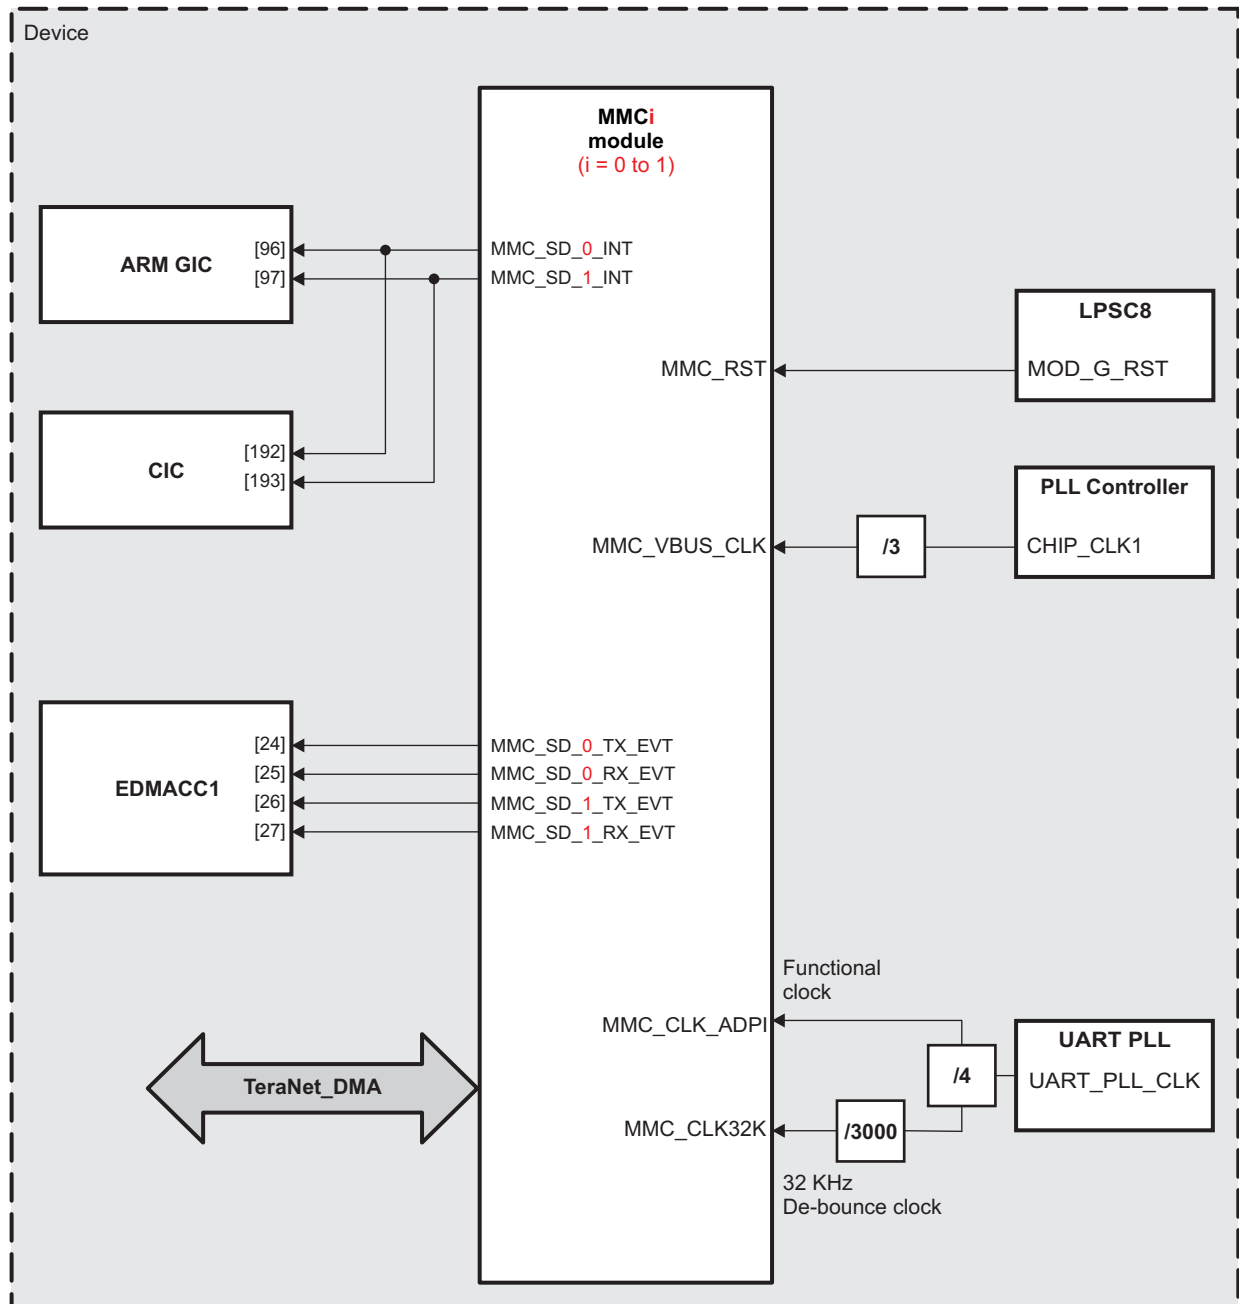 Device
MMCi
module
(i = 0 to 1)
ARM GIC
[96]
[97]
MMC_SD_0_INT
MMC_SD_1_INT
LPSC8
MOD_G_RST
MMC_RST
CIC
[192]
[193]
PLL Controller
CHIP_CLK1
/3
MMC_VBUS_CLK
EDMACC1
[24]
[25]
[26]
[27]
MMC_SD_0_TX_EVT
MMC_SD_0_RX_EVT
MMC_SD_1_TX_EVT
MMC_SD_1_RX_EVT
Functional
clock
MMC_CLK_ADPI
UART PLL
UART_PLL_CLK
/4
TeraNet_DMA
MMC_CLK32K
/3000
32 KHz
De-bounce clock